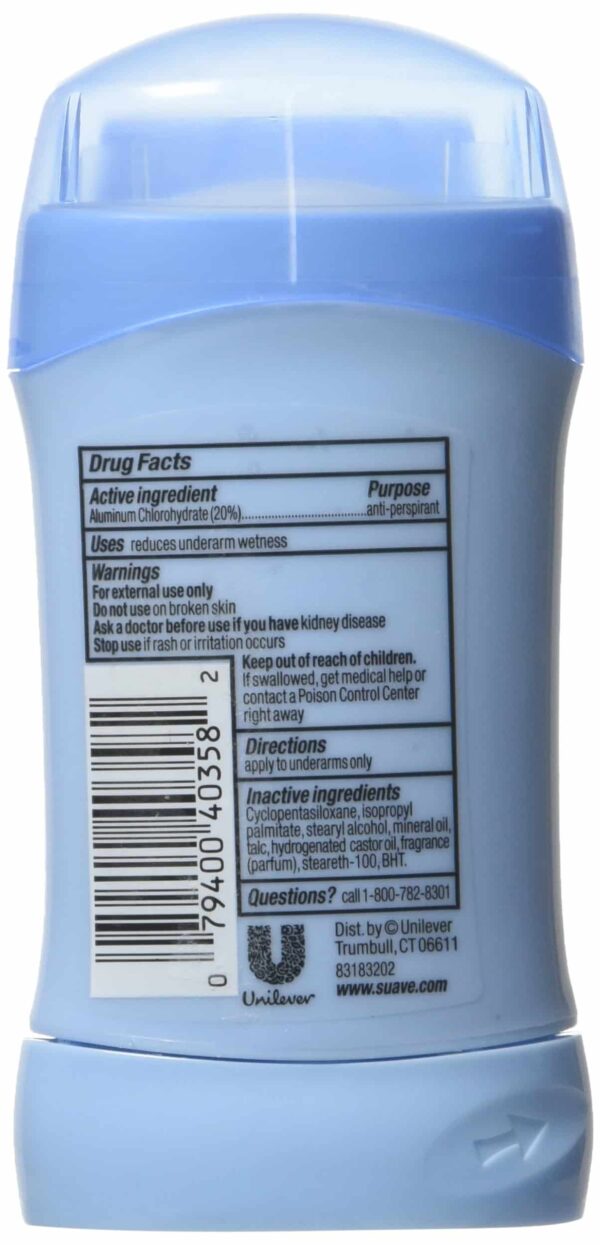 Drug Facts
Active ingredient Purpose
Aluminum Chlorohydrate (20%)..............................anti-perspirant
Uses reduces underarm wetness
Warnings
For external use only
Do not use on broken skin
Ask a doctor before use if you have kidney disease
Stop use if rash or irritation occurs
Keep out of reach of children.
If swallowed, get medical help or
contact a Poison Control Center
right away
Directions
apply to underarms only
Inactive ingredients
Cyclopentasiloxane, isopropyl
palmitate, stearyl alcohol, mineral oil,
talc, hydrogenated castor oil, fragrance
(parfum), steareth-100, BHT.
Questions? call 1-800-782-8301
0 79400 40358 2
Unilever
Dist. by © Unilever
Trumbull, CT 06611
83183202
www.suave.com